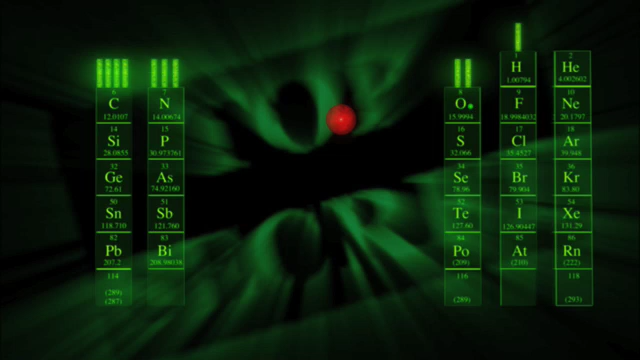 6
C
12.0107
14
Si
28.0855
32
Ge
72.61
50
Sn
118.710
82
Pb
207.2
114
(289)
(287)
7
N
14.00674
15
P
30.973761
33
As
74.92160
51
Sb
121.760
83
Bi
208.98038
8
O
15.9994
16
S
32.066
34
Se
78.96
52
Te
127.60
84
Po
(209)
116
(289)
1
H
1.00794
9
F
18.9984032
17
Cl
35.4527
35
Br
79.904
53
I
126.90447
85
At
(210)
2
He
4.002602
10
Ne
20.1797
18
Ar
39.948
36
Kr
83.80
54
Xe
131.29
86
Rn
(222)
118
(293)